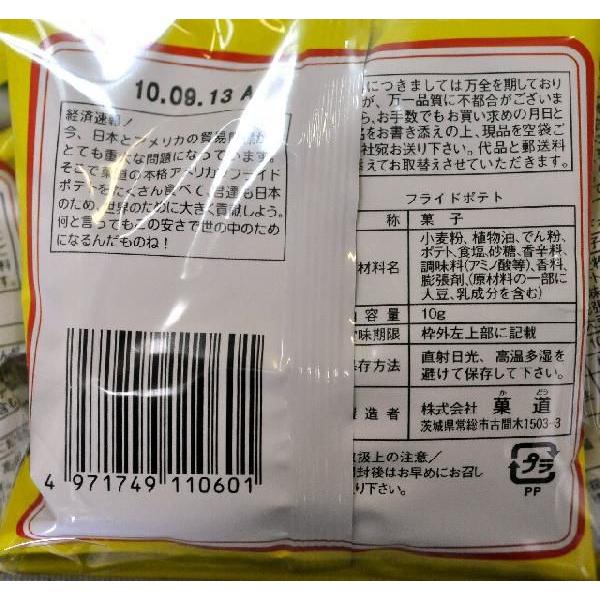 10.09.13 A
経済速報
今、日本とアメリカの貿易
とても重大な問題になっています。
そこで菓道の本格アメリカンフライド
ポテトをたくさん食べて、君達も日本
のため、世界のために大きく貢献しよう。
何と言ってもこの安さで世の中のため
になるんだものね!
4 971749 110601
につきましては万全を期しており
が、万一品質に不都合がございま
ら、お手数でもお買い求めの月日と
をお書き添えの上、現品を空袋ご
社宛お送り下さい。代品と郵送料
えてお取替えさせていただきます。
フライドポテト
称 菓子
材料名 小麦粉、植物油、でん粉、
ポテト、食塩、砂糖、香辛料、
調味料(アミノ酸等)、香料、
膨張剤、(原材料の一部に
大豆、乳成分を含む)
容量 10g
味期限 枠外左上部に記載
存方法 直射日光、高温多湿を
避けて保存して下さい。
造者 株式会社 菓道
か どう
茨城県常総市古間木1503-3
扱上の注意
封後はお早めにお召し
り下さい。
プラ
PP